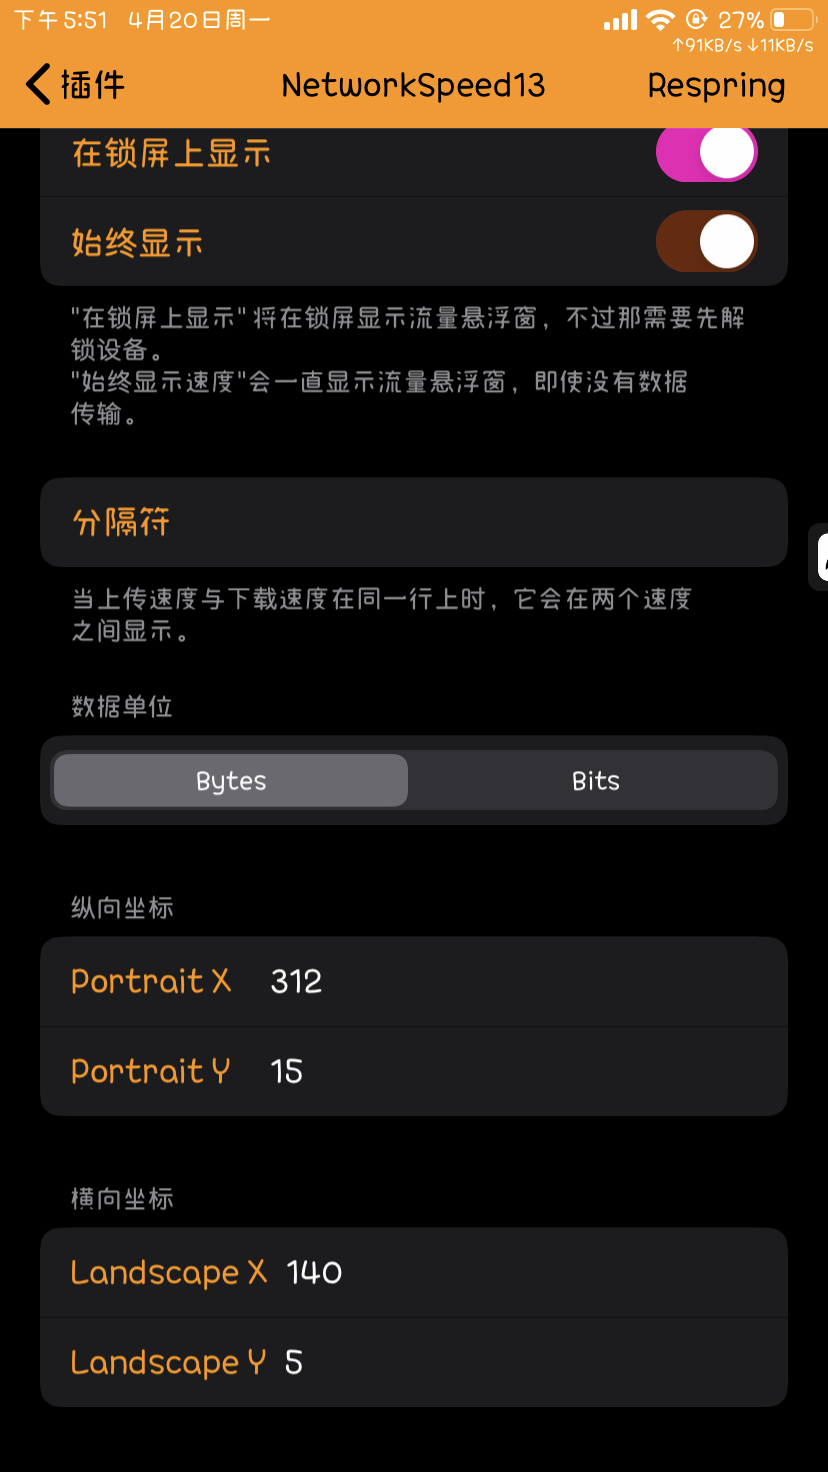 下午5:51 4月20日周一 27%
↑91KB/s ↓11KB/s
插件 NetworkSpeed13 Respring
在锁屏上显示
始终显示
"在锁屏上显示" 将在锁屏显示流量悬浮窗，不过那需要先解
锁设备。
"始终显示速度"会一直显示流量悬浮窗，即使没有数据
传输。
分隔符
当上传速度与下载速度在同一行上时，它会在两个速度
之间显示。
数据单位
Bytes Bits
纵向坐标
Portrait X 312
Portrait Y 15
横向坐标
Landscape X 140
Landscape Y 5